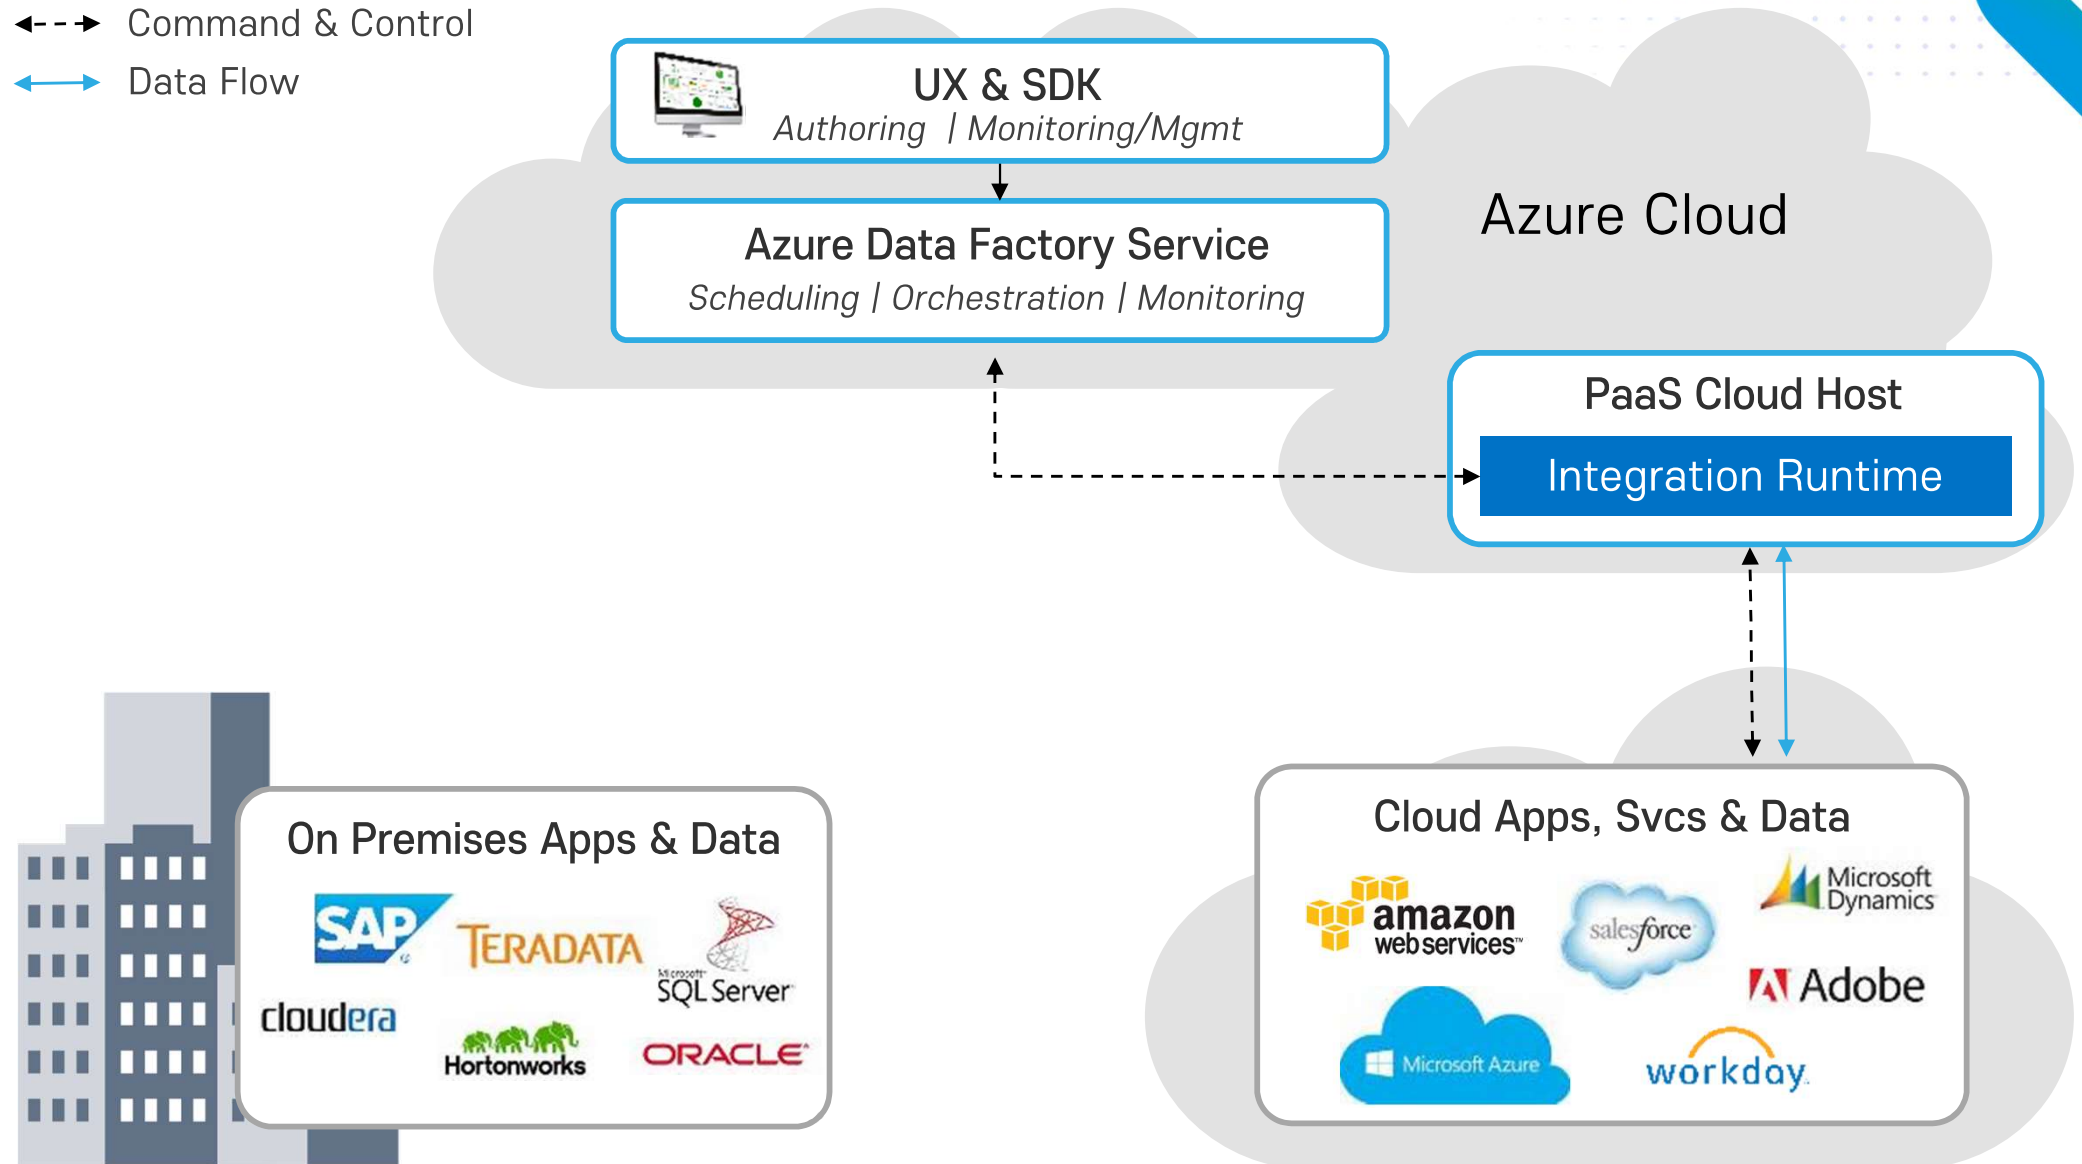 Command & Control
Data Flow
UX & SDK
Authoring | Monitoring/Mgmt
Azure Data Factory Service
Scheduling | Orchestration | Monitoring
Azure Cloud
PaaS Cloud Host
Integration Runtime
On Premises Apps & Data
SAP
TERADATA
Microsoft
SQL Server
cloudera
Hortonworks
ORACLE
Cloud Apps, Svcs & Data
amazon
web services™
salesforce
Microsoft
Dynamics
Adobe
Microsoft Azure
workday.